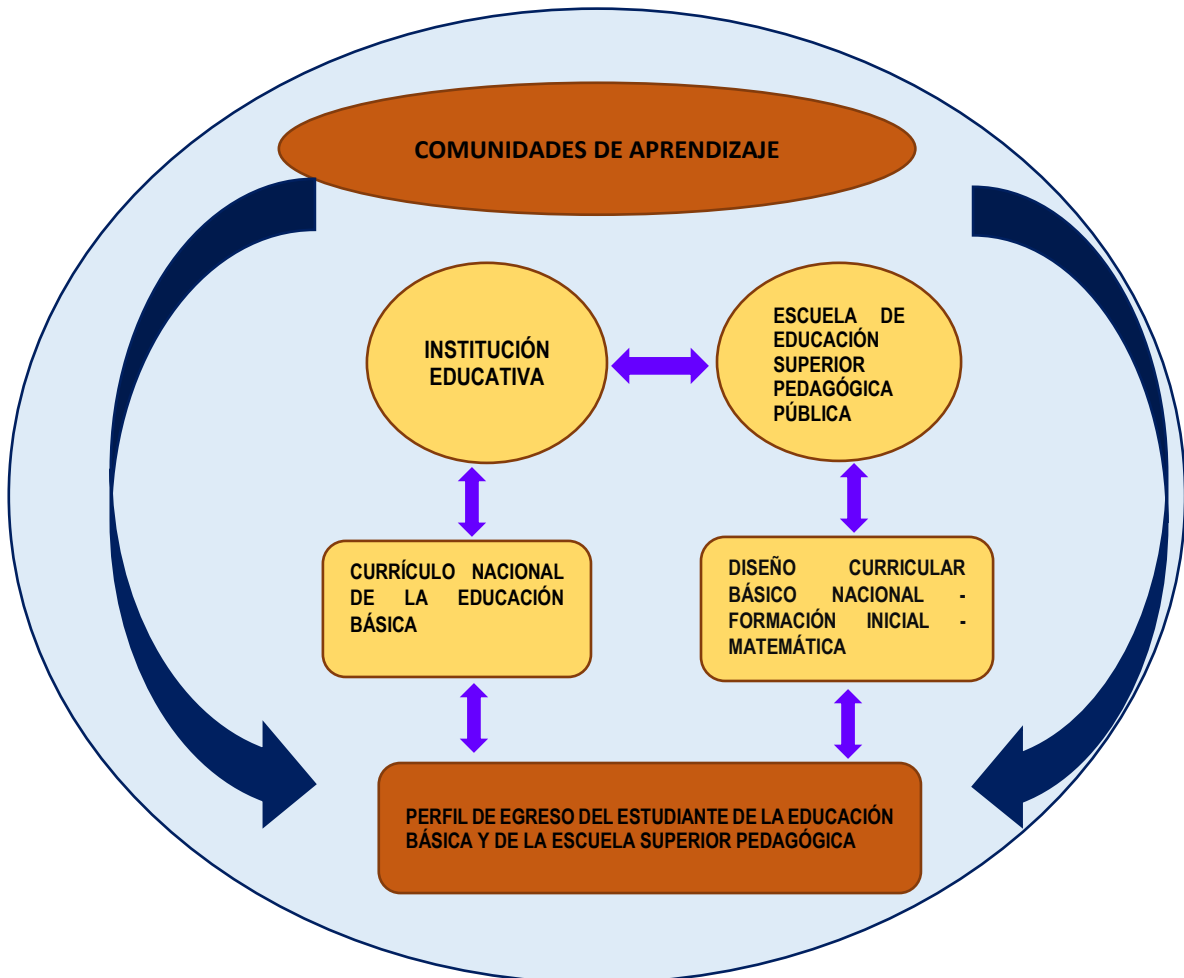 COMUNIDADES DE APRENDIZAJE
INSTITUCIÓN
EDUCATIVA
ESCUELA DE
EDUCACIÓN
SUPERIOR
PEDAGÓGICA
PÚBLICA
CURRÍCULO NACIONAL
DE LA EDUCACIÓN
BÁSICA
DISEÑO CURRICULAR
BÁSICO NACIONAL -
FORMACIÓN INICIAL -
MATEMÁTICA
PERFIL DE EGRESO DEL ESTUDIANTE DE LA EDUCACIÓN
BÁSICA Y DE LA ESCUELA SUPERIOR PEDAGÓGICA